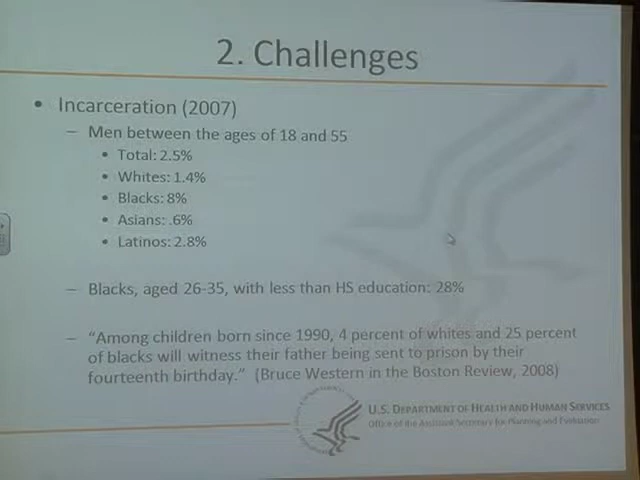 2. Challenges
• Incarceration (2007)
– Men between the ages of 18 and 55
• Total: 2.5%
• Whites: 1.4%
• Blacks: 8%
• Asians: .6%
• Latinos: 2.8%
– Blacks, aged 26-35, with less than HS education: 28%
– “Among children born since 1990, 4 percent of whites and 25 percent
of blacks will witness their father being sent to prison by their
fourteenth birthday.” (Bruce Western in the Boston Review, 2008)
U.S. DEPARTMENT OF HEALTH AND HUMAN SERVICES
Office of the Assistant Secretary for Planning and Evaluation